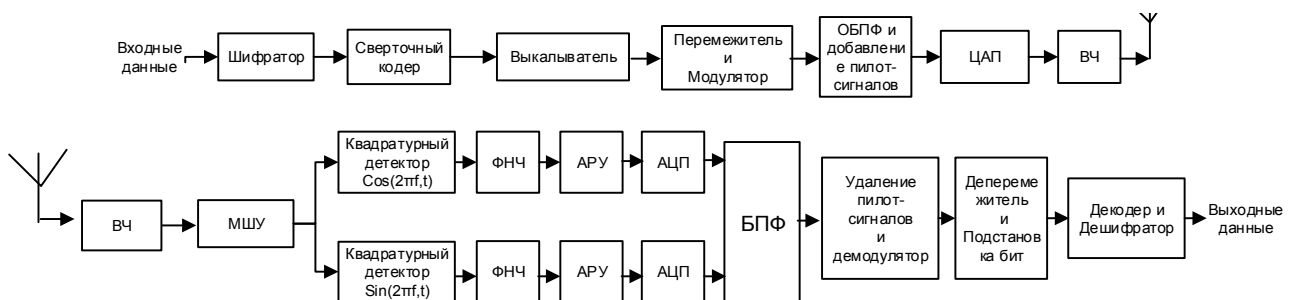 Входные
данные
Шифратор
Сверточный
кодер
Выкалыватель
Перемежитель
и
Модулятор
ОБПФ и
добавлени
е пилот-
сигналов
ЦАП
ВЧ
ВЧ
МШУ
Квадратурный
детектор
Cos(2πf,t)
ФНЧ
АРУ
АЦП
Квадратурный
детектор
Sin(2πf,t)
ФНЧ
АРУ
АЦП
БПФ
Удаление
пилот-
сигналов
и
демодулятор
Депереме
житель
и
Подстанов
ка бит
Декодер и
Дешифратор
Выходные
данные